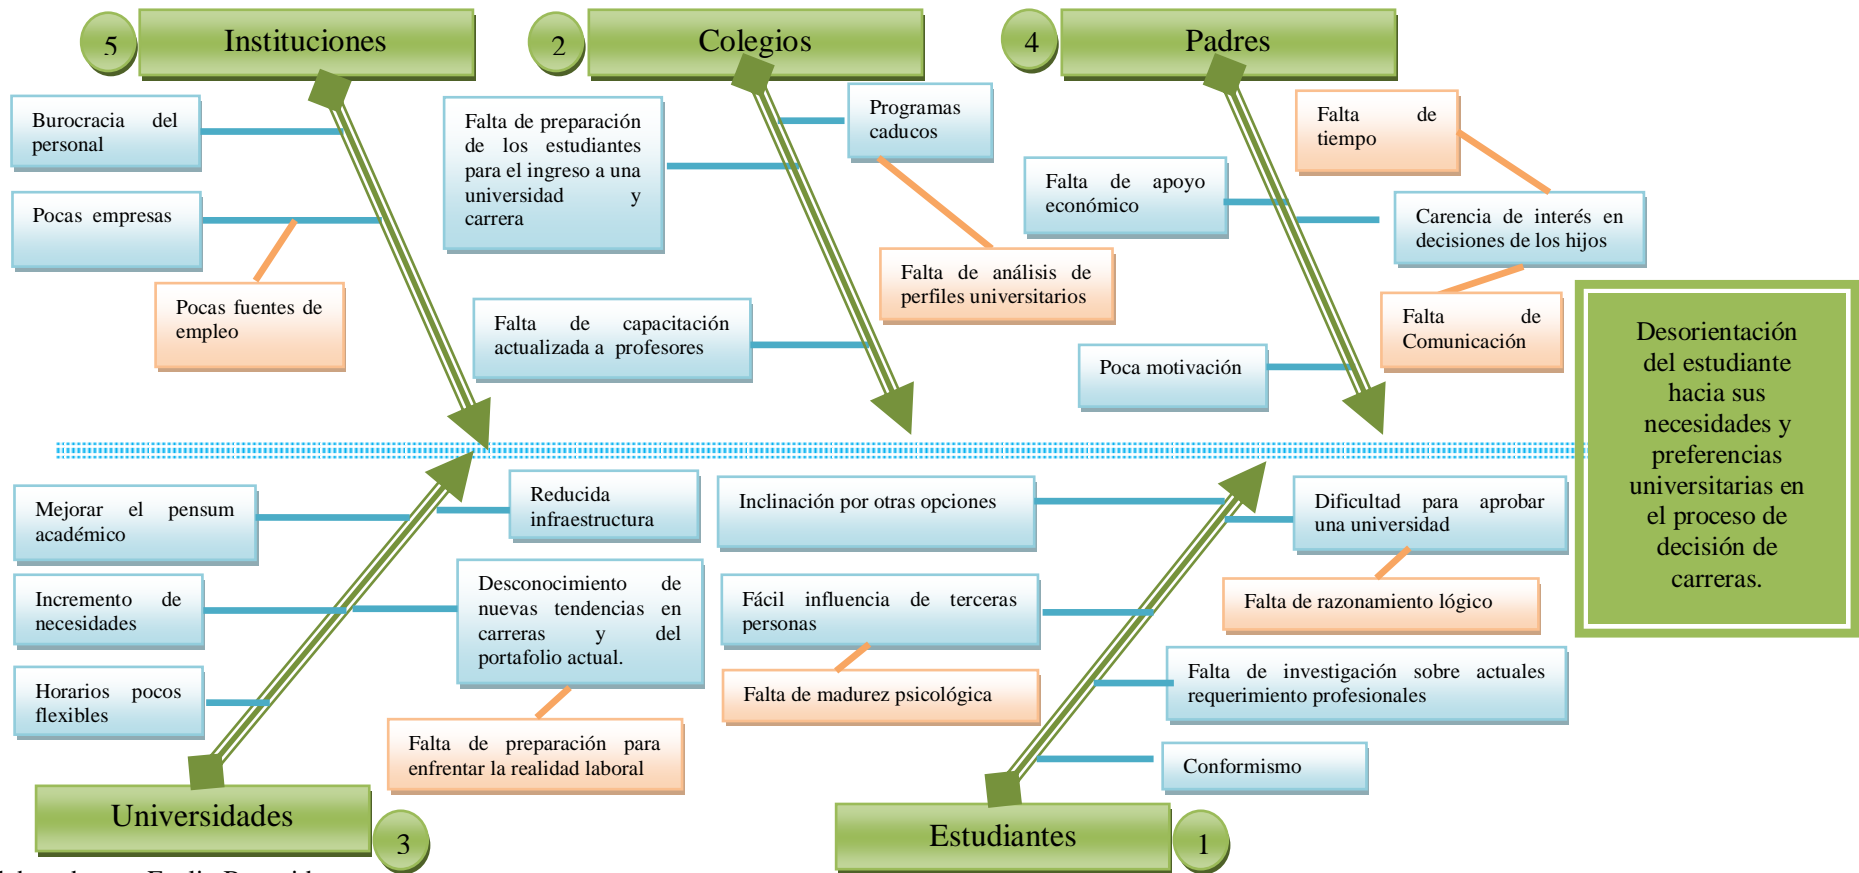 5
Instituciones
2
Colegios
4
Padres
Burocracia del
personal
Pocas empresas
Pocas fuentes de
empleo
Falta de preparación
de los estudiantes
para el ingreso a una
universidad y
carrera
Programas
caducos
Falta de análisis de
perfiles universitarios
Falta de capacitación
actualizada a profesores
Falta de
tiempo
Falta de apoyo
económico
Carencia de interés en
decisiones de los hijos
Falta de
Comunicación
Poca motivación
Desorientación
del estudiante
hacia sus
necesidades y
preferencias
universitarias en
el proceso de
decisión de
carreras.
Mejorar el pensum
académico
Reducida
infraestructura
Incremento de
necesidades
Desconocimiento de
nuevas tendencias en
carreras y del
portafolio actual.
Horarios pocos
flexibles
Falta de preparación para
enfrentar la realidad laboral
Universidades
3
Inclinación por otras opciones
Dificultad para aprobar
una universidad
Falta de razonamiento lógico
Fácil influencia de terceras
personas
Falta de madurez psicológica
Falta de investigación sobre actuales
requerimiento profesionales
Conformismo
Estudiantes
1